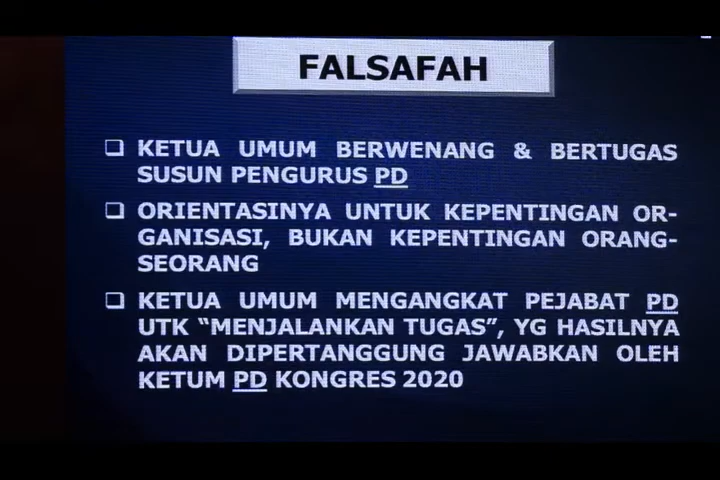 FALSAFAH
❑ KETUA UMUM BERWENANG & BERTUGAS
SUSUN PENGURUS PD
❑ ORIENTASINYA UNTUK KEPENTINGAN OR-
GANISASI, BUKAN KEPENTINGAN ORANG-
SEORANG
❑ KETUA UMUM MENGANGKAT PEJABAT PD
UTK “MENJALANKAN TUGAS”, YG HASILNYA
AKAN DIPERTANGGUNG JAWABKAN OLEH
KETUM PD KONGRES 2020